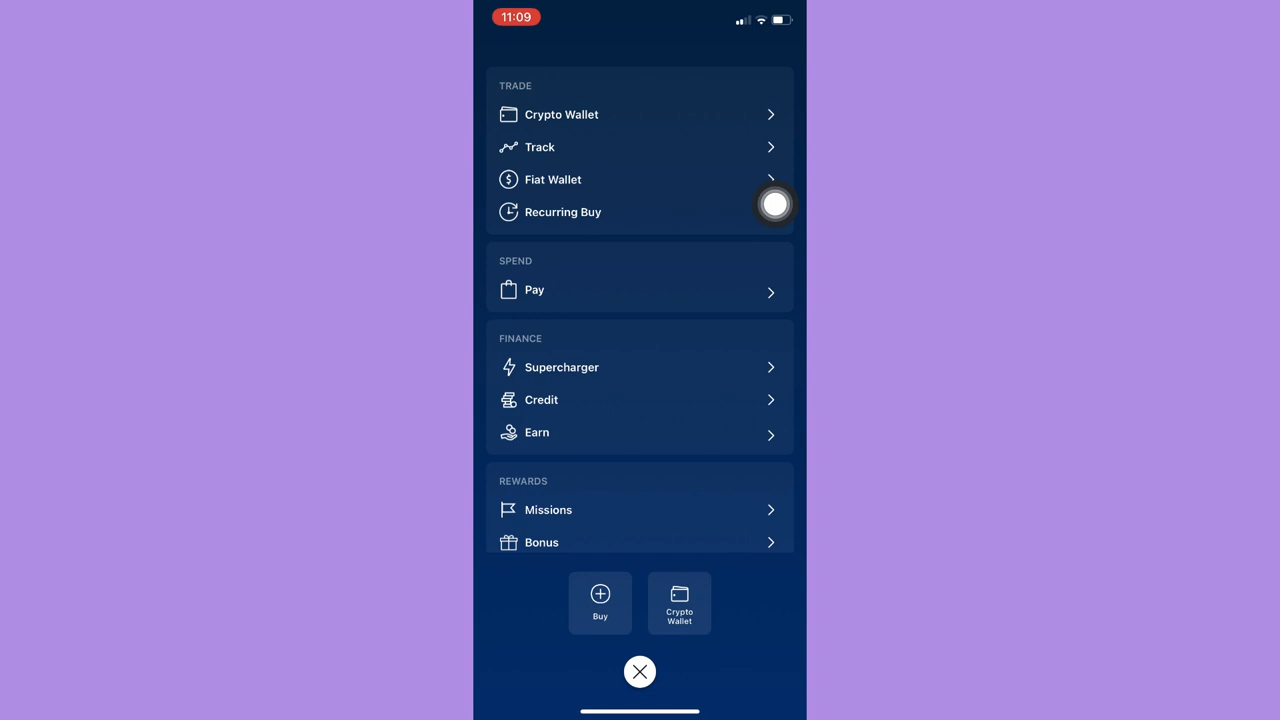 11:09
TRADE
Crypto Wallet
Track
Fiat Wallet
Recurring Buy
SPEND
Pay
FINANCE
Supercharger
Credit
Earn
REWARDS
Missions
Bonus
Buy
Crypto
Wallet